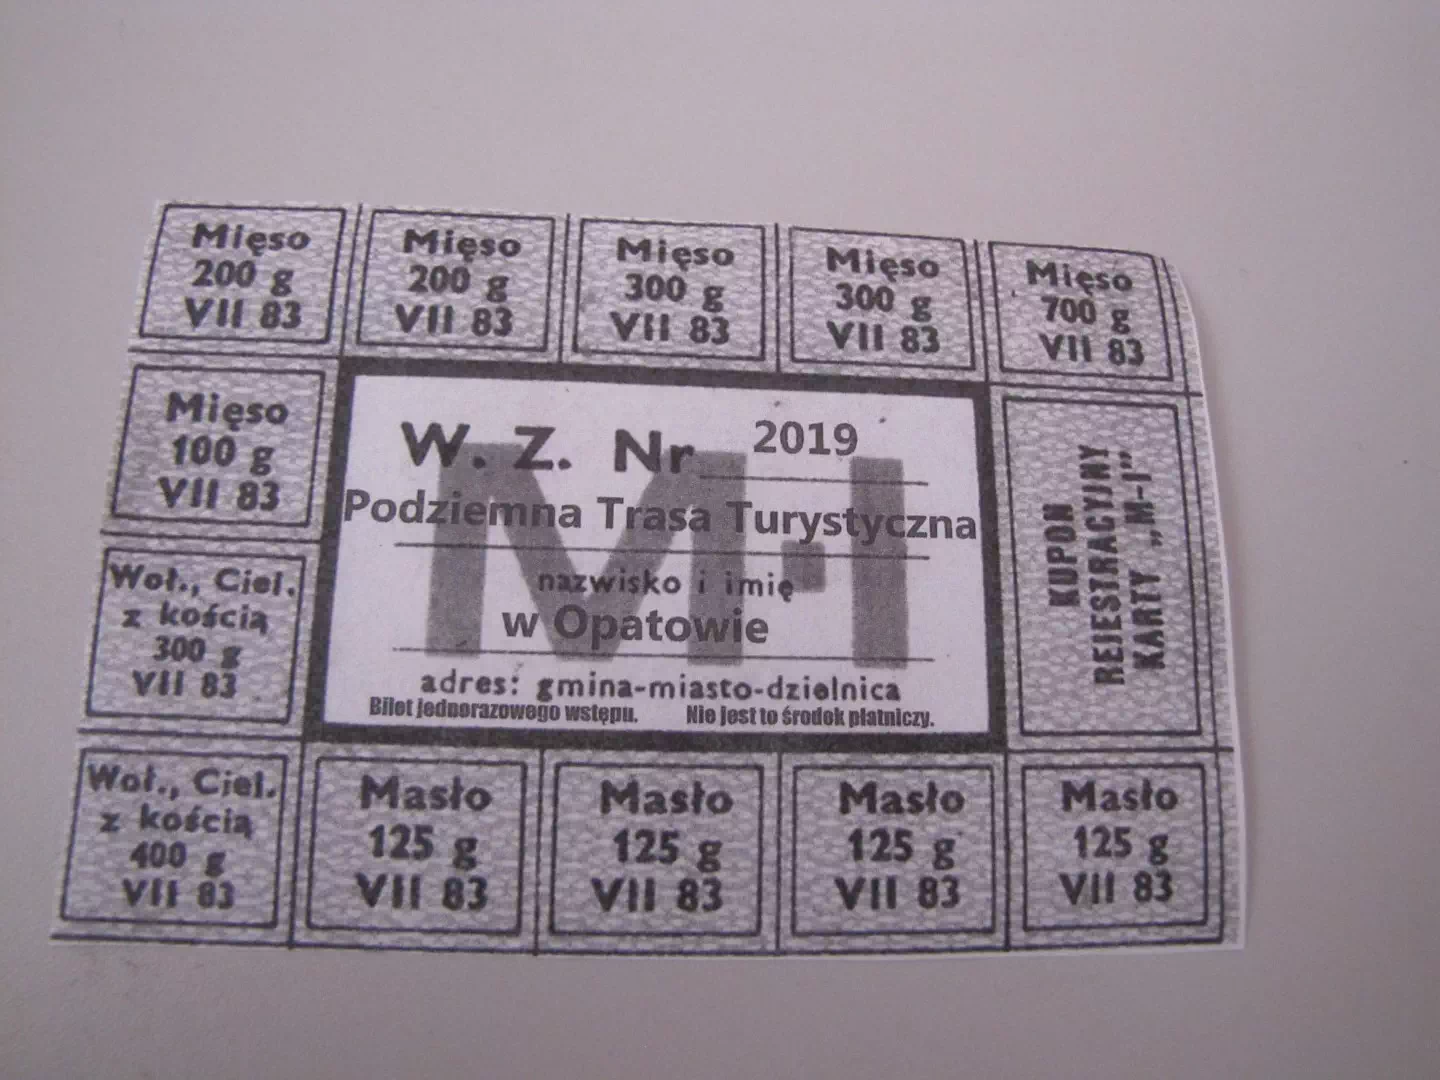 Mięso
200 g
VII 83
Mięso
200 g
VII 83
Mięso
300 g
VII 83
Mięso
300 g
VII 83
Mięso
700 g
VII 83
Mięso
100 g
VII 83
Woł., Ciel.
z kością
300 g
VII 83
Woł., Ciel.
z kością
400 g
VII 83
W. Z. Nr 2019
Podziemna Trasa Turystyczna
nazwisko i imię
w Opatowie
adres: gmina-miasto-dzielnica
Bilet jednorazowego wstępu. Nie jest to środek płatniczy.
M-I
KUPON
REJESTRACYJNY
KARTY „M-I"
Masło
125 g
VII 83
Masło
125 g
VII 83
Masło
125 g
VII 83
Masło
125 g
VII 83